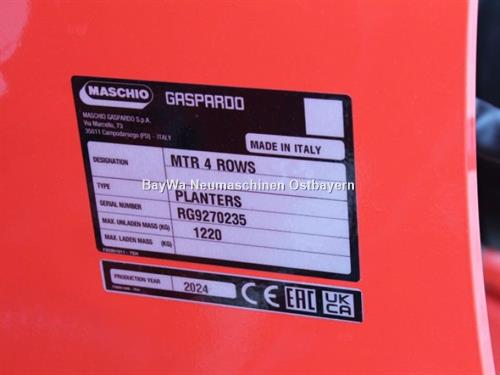 MASCHIO GASPARDO
MASCHIO GASPARDO S.p.A.
Via Marcello, 73
35011 Campodarsego (PD) - ITALY
MADE IN ITALY
DESIGNATION MTR 4 ROWS
BayWa Neumaschinen Ostbayern
TYPE PLANTERS
SERIAL NUMBER RG9270235
MAX. UNLADEN MASS (KG) 1220
MAX. LADEN MASS (KG)
PRODUCTION YEAR 2024
CE EAC UK CA